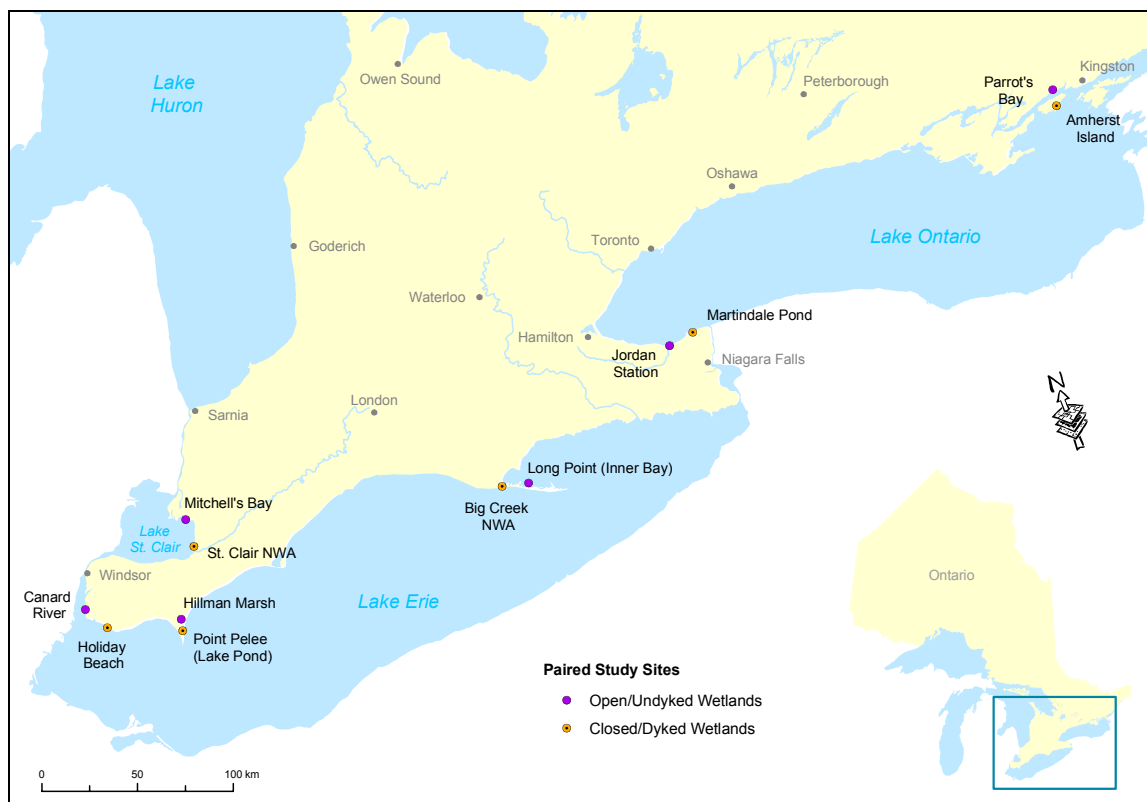 Lake
Huron
Owen Sound
Peterborough
Kingston
Parrot's
Bay
Amherst
Island
Oshawa
Toronto
Lake Ontario
Goderich
Waterloo
Hamilton
Martindale Pond
Jordan
Station
Niagara Falls
Sarnia
London
N
Long Point (Inner Bay)
Big Creek
NWA
Mitchell's Bay
Lake
St. Clair
St. Clair NWA
Windsor
Canard
River
Hillman Marsh
Lake Erie
Holiday
Beach
Point Pelee
(Lake Pond)
Ontario
Paired Study Sites
Open/Undyked Wetlands
Closed/Dyked Wetlands
0 50 100 km